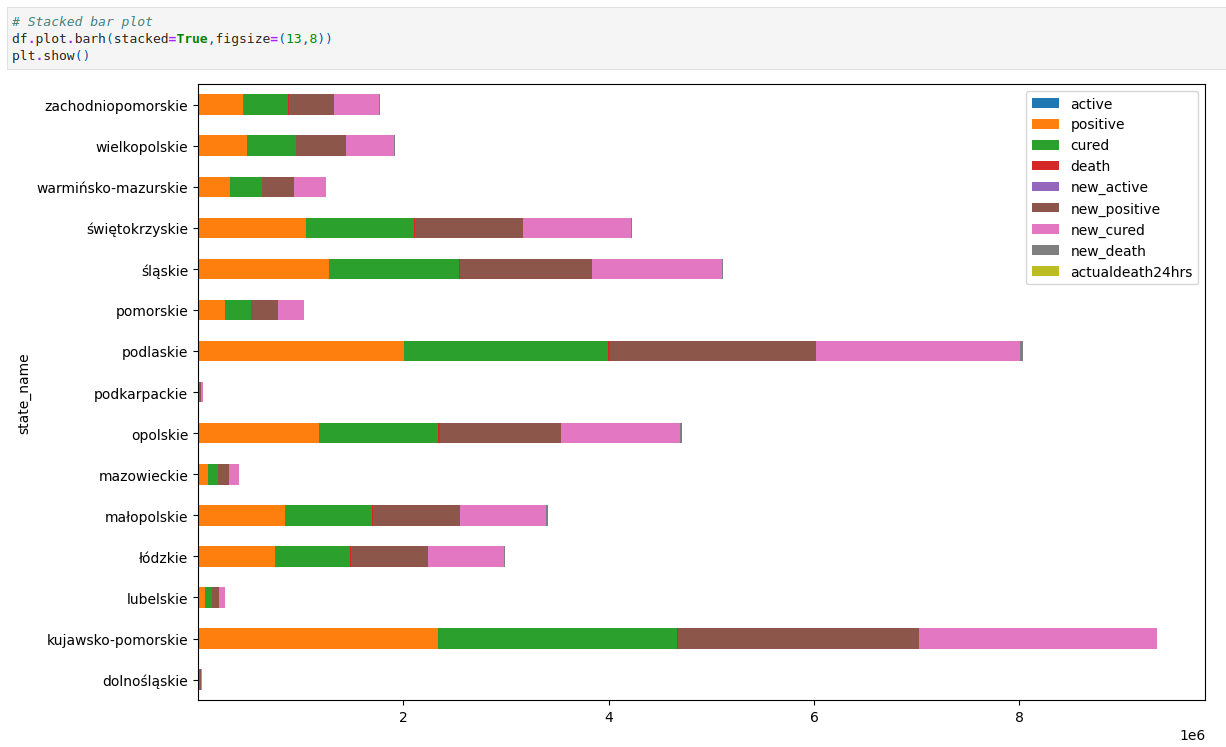 # Stacked bar plot
df.plot.barh(stacked=True,figsize=(13,8))
plt.show()
zachodniopomorskie
wielkopolskie
warmińsko-mazurskie
świętokrzyskie
śląskie
pomorskie
podlaskie
podkarpackie
opolskie
mazowieckie
małopolskie
łódzkie
lubelskie
kujawsko-pomorskie
dolnośląskie
state_name
active
positive
cured
death
new_active
new_positive
new_cured
new_death
actualdeath24hrs
2 4 6 8
1e6